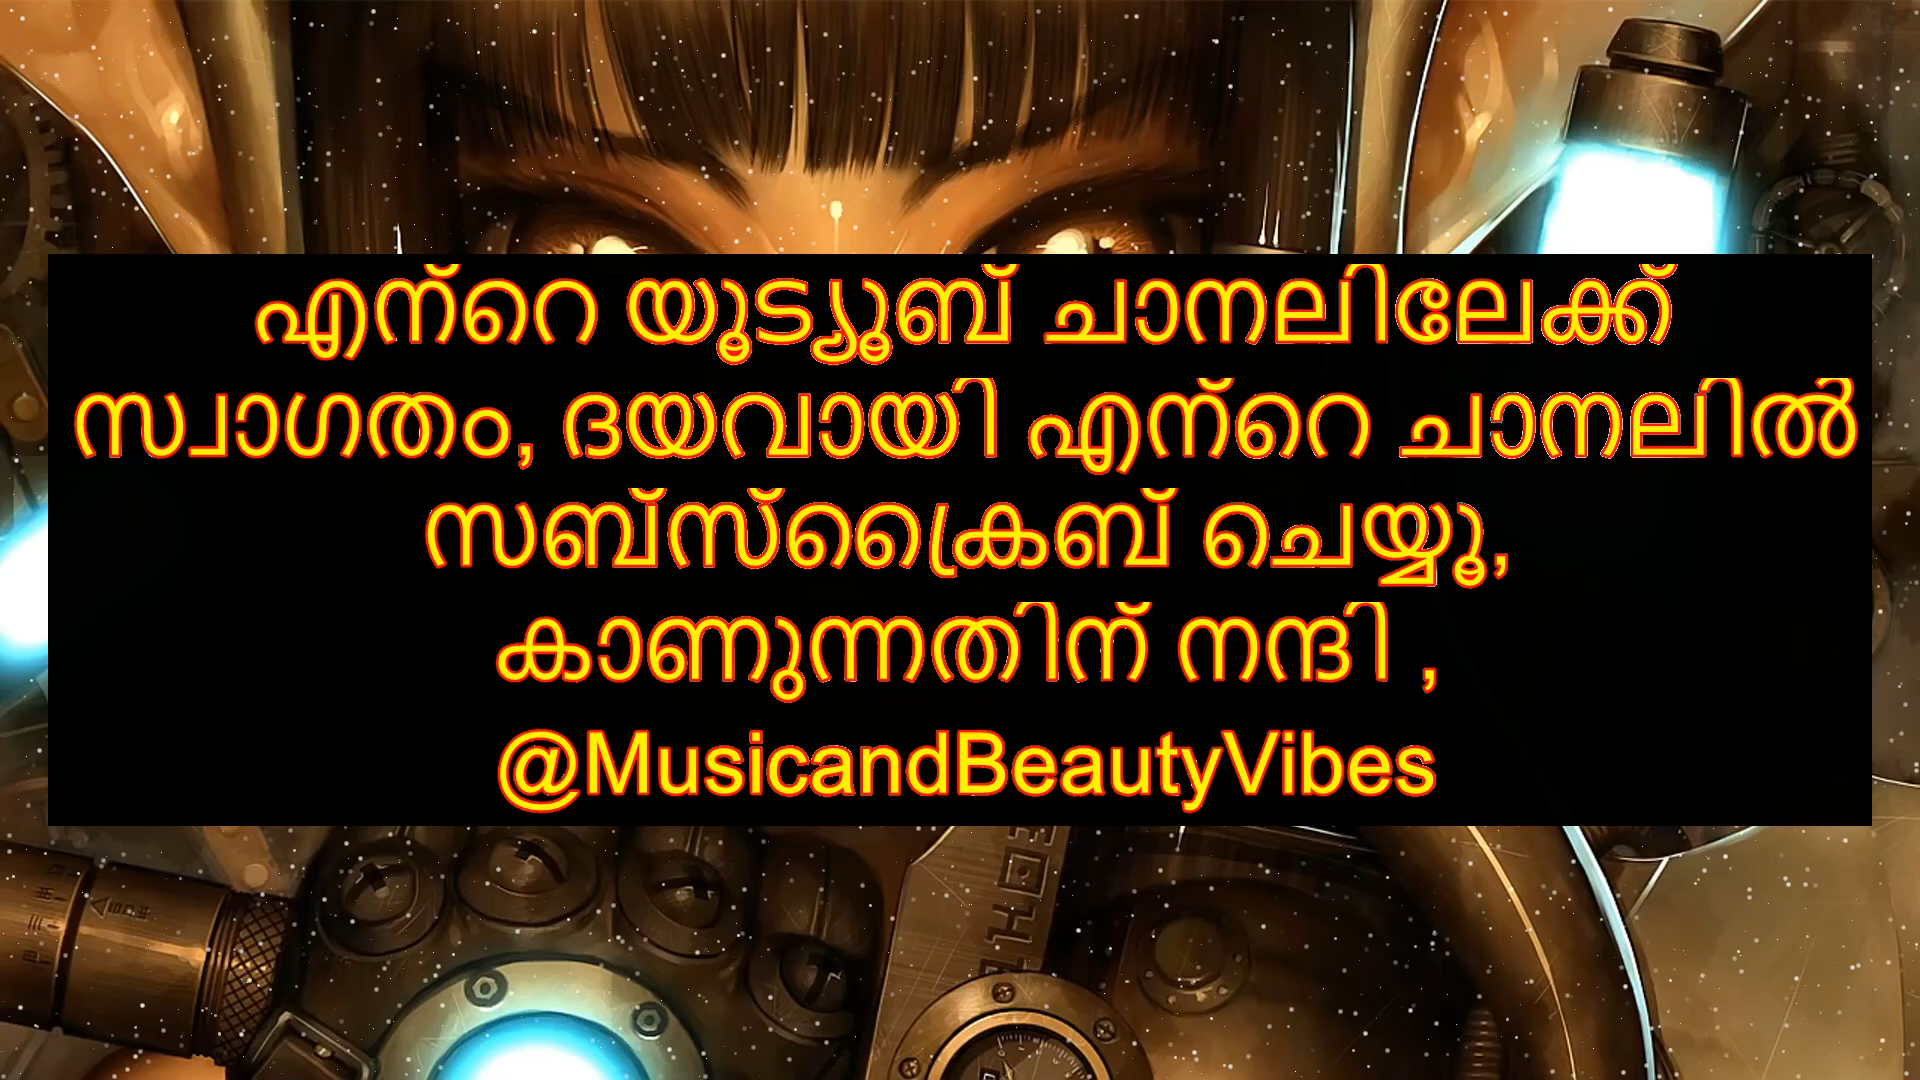 എന്റെ യൂട്യൂബ് ചാനലിലേക്ക്
സ്വാഗതം, ദയവായി എന്റെ ചാനലിൽ
സബ്സ്ക്രൈബ് ചെയ്യൂ,
കാണുന്നതിന് നന്ദി ,
@MusicandBeautyVibes